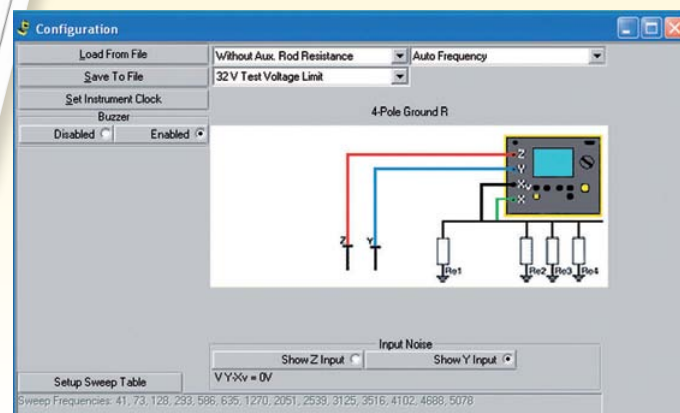 Configuration
Load From File
Without Aux. Rod Resistance
Auto Frequency
Save To File
32 V Test Voltage Limit
Set Instrument Clock
4-Pole Ground R
Buzzer
Disabled
Enabled
Z
Y
Xv
X
Z
Y
Re1
Re2
Re3
Re4
Input Noise
Show Z Input
Show Y Input
V Y-Xv = 0V
Setup Sweep Table
Sweep Frequencies: 41, 73, 128, 293, 586, 635, 1270, 2051, 2539, 3125, 3516, 4102, 4688, 5078